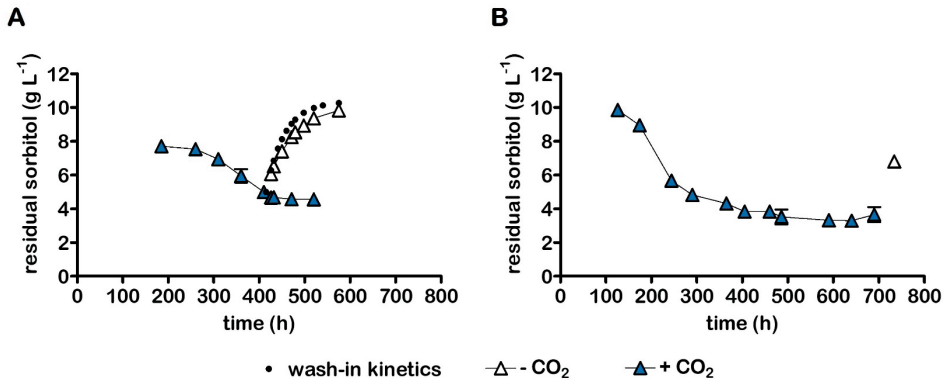 A
B
residual sorbitol (g L⁻¹)
12
10
8
6
4
2
0
0 100 200 300 400 500 600 700 800
time (h)
residual sorbitol (g L⁻¹)
12
10
8
6
4
2
0
0 100 200 300 400 500 600 700 800
time (h)
wash-in kinetics
- CO₂
+ CO₂